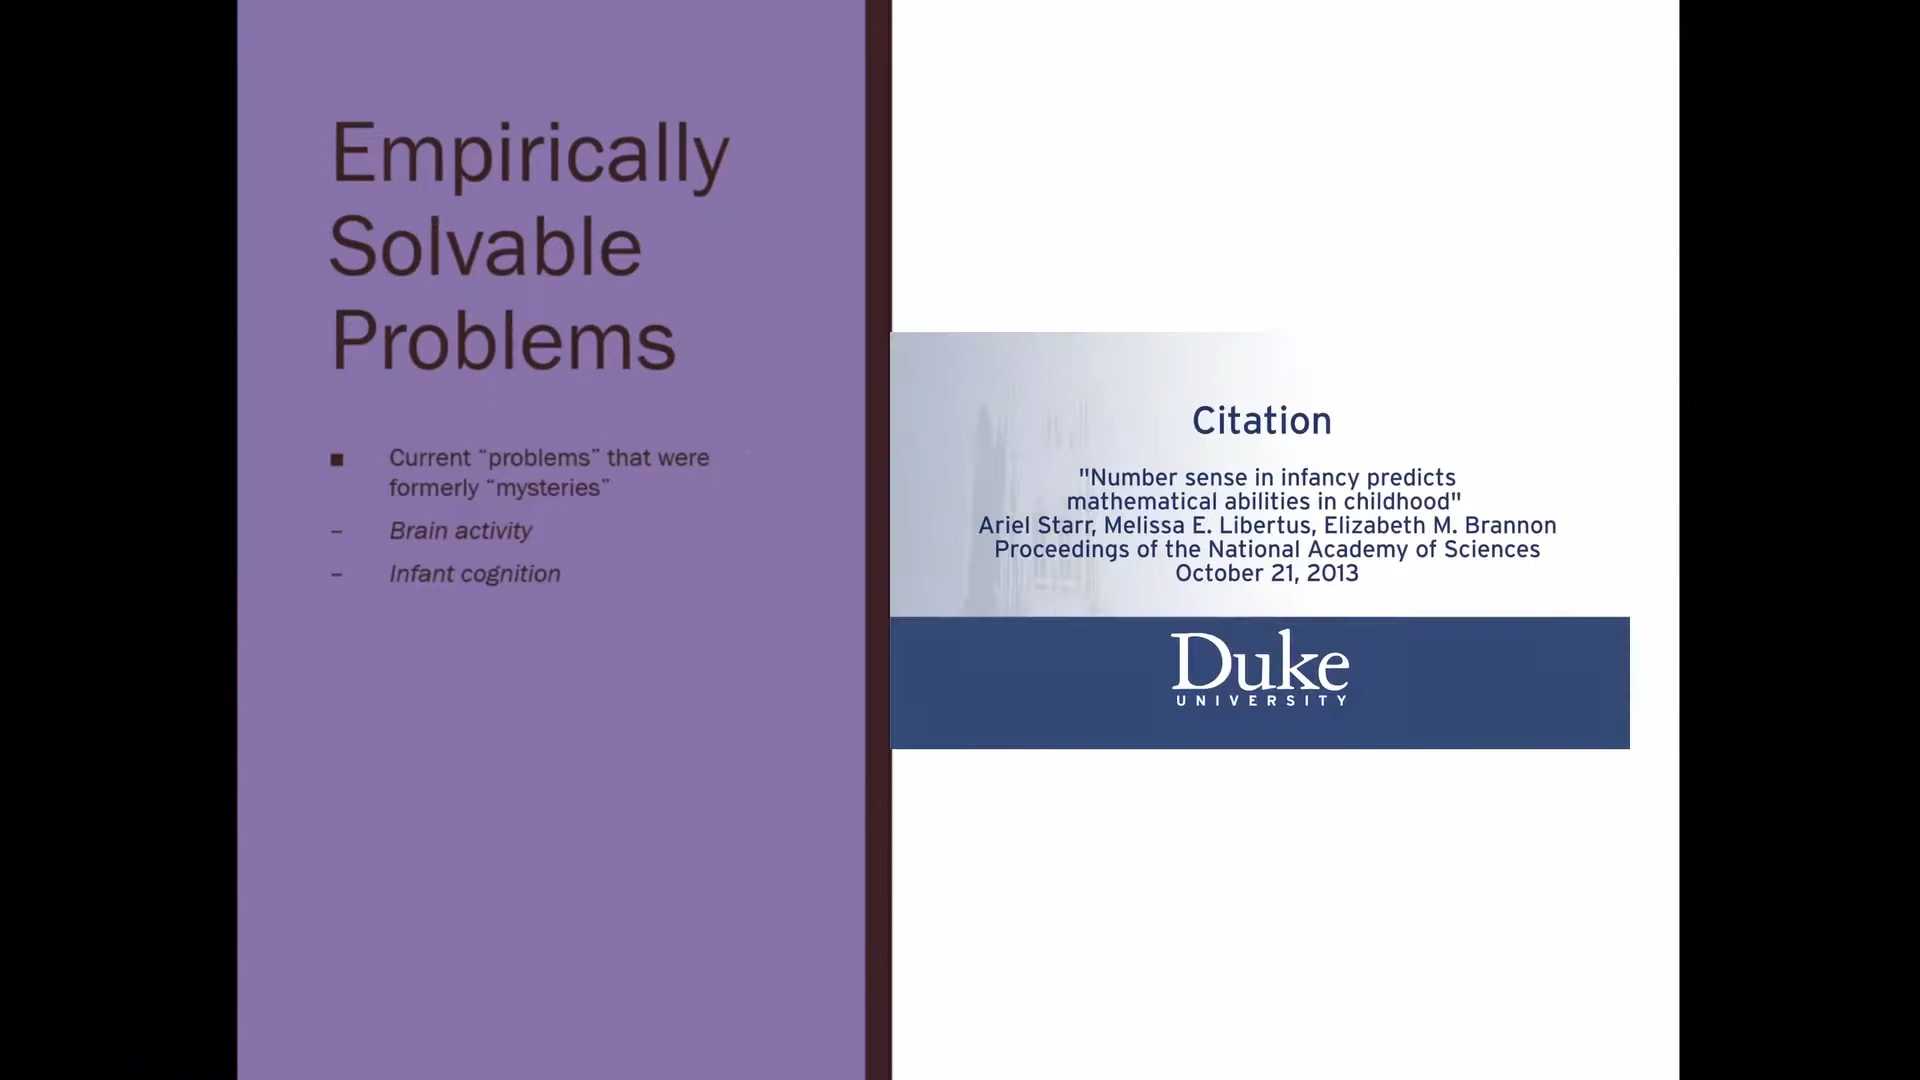 Empirically
Solvable
Problems
■ Current “problems” that were
formerly “mysteries”
– Brain activity
– Infant cognition
Citation
"Number sense in infancy predicts
mathematical abilities in childhood"
Ariel Starr, Melissa E. Libertus, Elizabeth M. Brannon
Proceedings of the National Academy of Sciences
October 21, 2013
Duke
UNIVERSITY